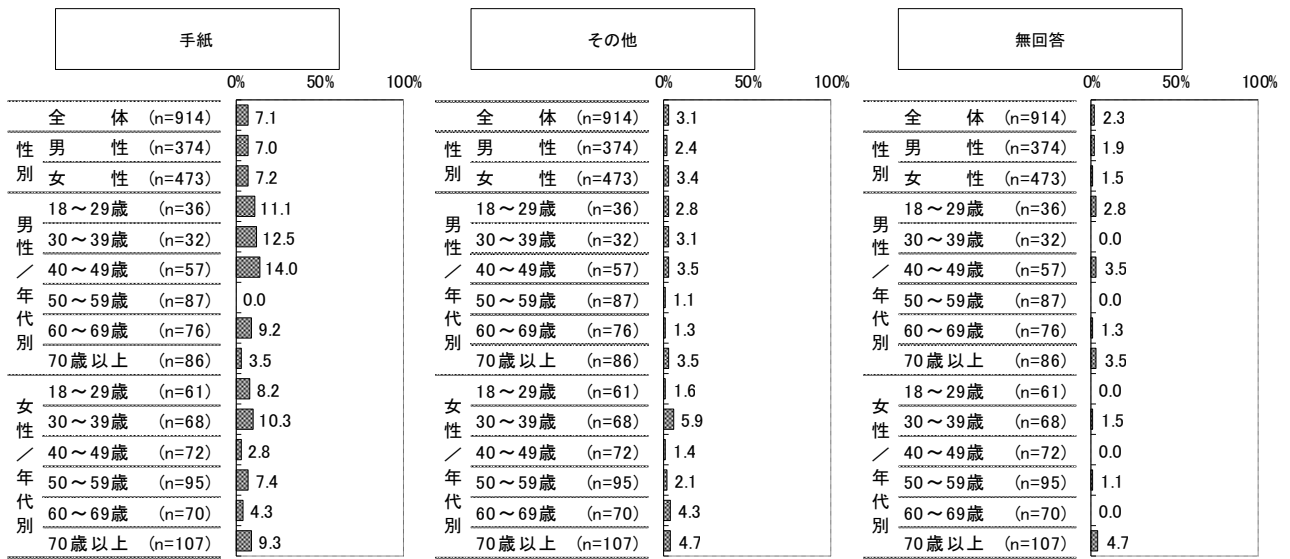 手紙
0% 50% 100%
全 体 (n=914) 7.1
性別
男 性 (n=374) 7.0
女 性 (n=473) 7.2
男性/年代別
18~29歳 (n=36) 11.1
30~39歳 (n=32) 12.5
40~49歳 (n=57) 14.0
50~59歳 (n=87) 0.0
60~69歳 (n=76) 9.2
70歳以上 (n=86) 3.5
女性/年代別
18~29歳 (n=61) 8.2
30~39歳 (n=68) 10.3
40~49歳 (n=72) 2.8
50~59歳 (n=95) 7.4
60~69歳 (n=70) 4.3
70歳以上 (n=107) 9.3
その他
0% 50% 100%
全 体 (n=914) 3.1
性別
男 性 (n=374) 2.4
女 性 (n=473) 3.4
男性/年代別
18~29歳 (n=36) 2.8
30~39歳 (n=32) 3.1
40~49歳 (n=57) 3.5
50~59歳 (n=87) 1.1
60~69歳 (n=76) 1.3
70歳以上 (n=86) 3.5
女性/年代別
18~29歳 (n=61) 1.6
30~39歳 (n=68) 5.9
40~49歳 (n=72) 1.4
50~59歳 (n=95) 2.1
60~69歳 (n=70) 4.3
70歳以上 (n=107) 4.7
無回答
0% 50% 100%
全 体 (n=914) 2.3
性別
男 性 (n=374) 1.9
女 性 (n=473) 1.5
男性/年代別
18~29歳 (n=36) 2.8
30~39歳 (n=32) 0.0
40~49歳 (n=57) 3.5
50~59歳 (n=87) 0.0
60~69歳 (n=76) 1.3
70歳以上 (n=86) 3.5
女性/年代別
18~29歳 (n=61) 0.0
30~39歳 (n=68) 1.5
40~49歳 (n=72) 0.0
50~59歳 (n=95) 1.1
60~69歳 (n=70) 0.0
70歳以上 (n=107) 4.7